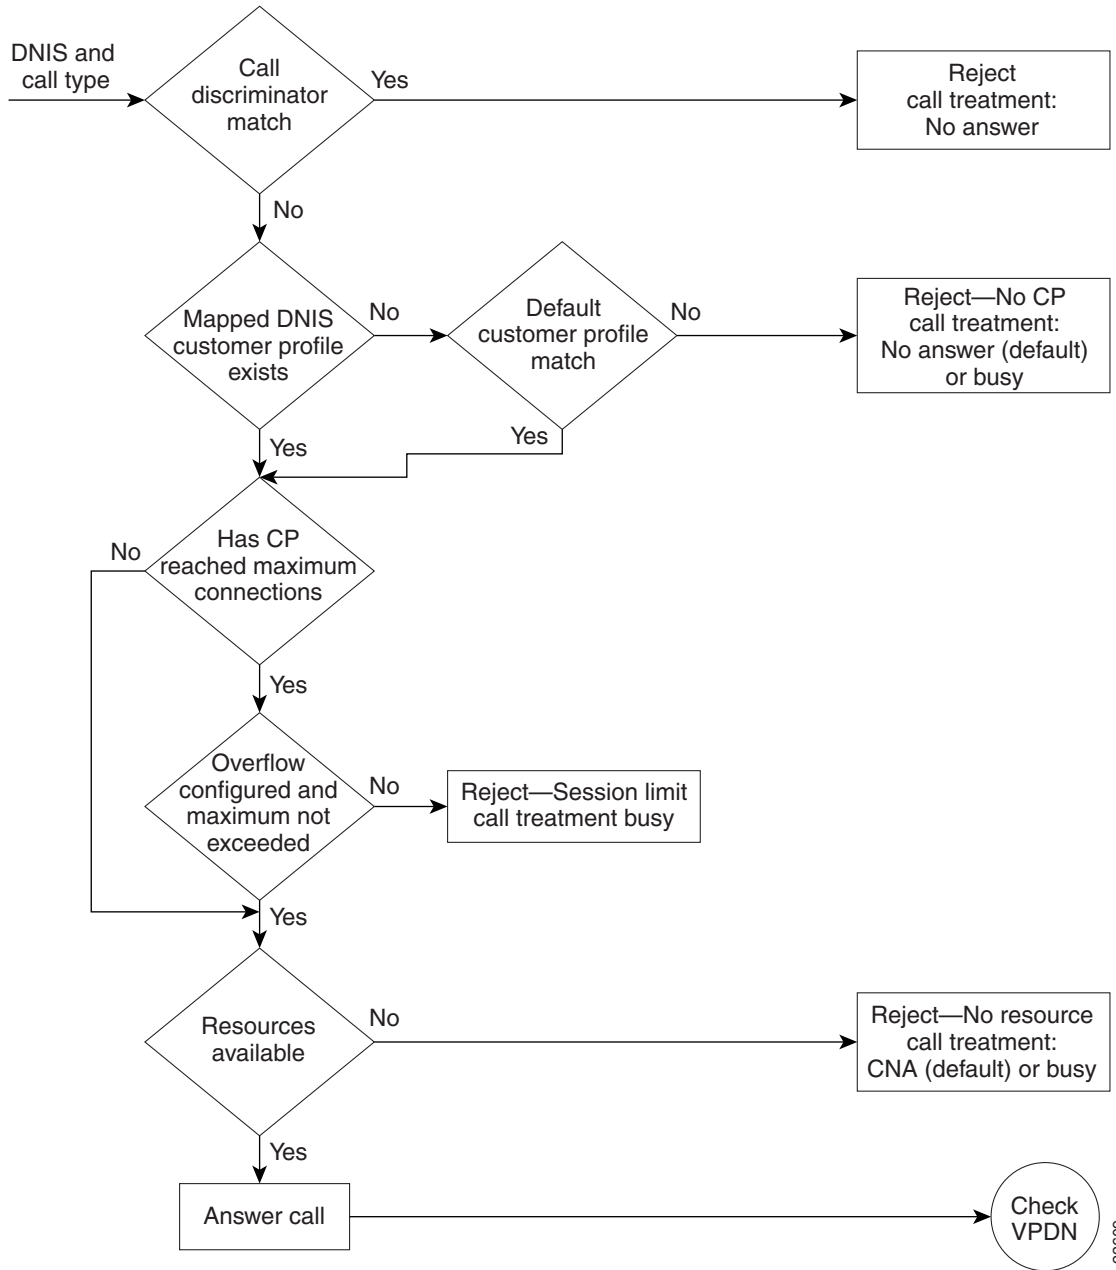 DNIS and
call type
Call
discriminator
match
Yes
Reject
call treatment:
No answer
No
Mapped DNIS
customer profile
exists
No
Default
customer profile
match
No
Reject—No CP
call treatment:
No answer (default)
or busy
Yes
Yes
Has CP
reached maximum
connections
No
Yes
Overflow
configured and
maximum not
exceeded
No
Reject—Session limit
call treatment busy
Yes
Resources
available
No
Reject—No resource
call treatment:
CNA (default) or busy
Yes
Answer call
Check
VPDN